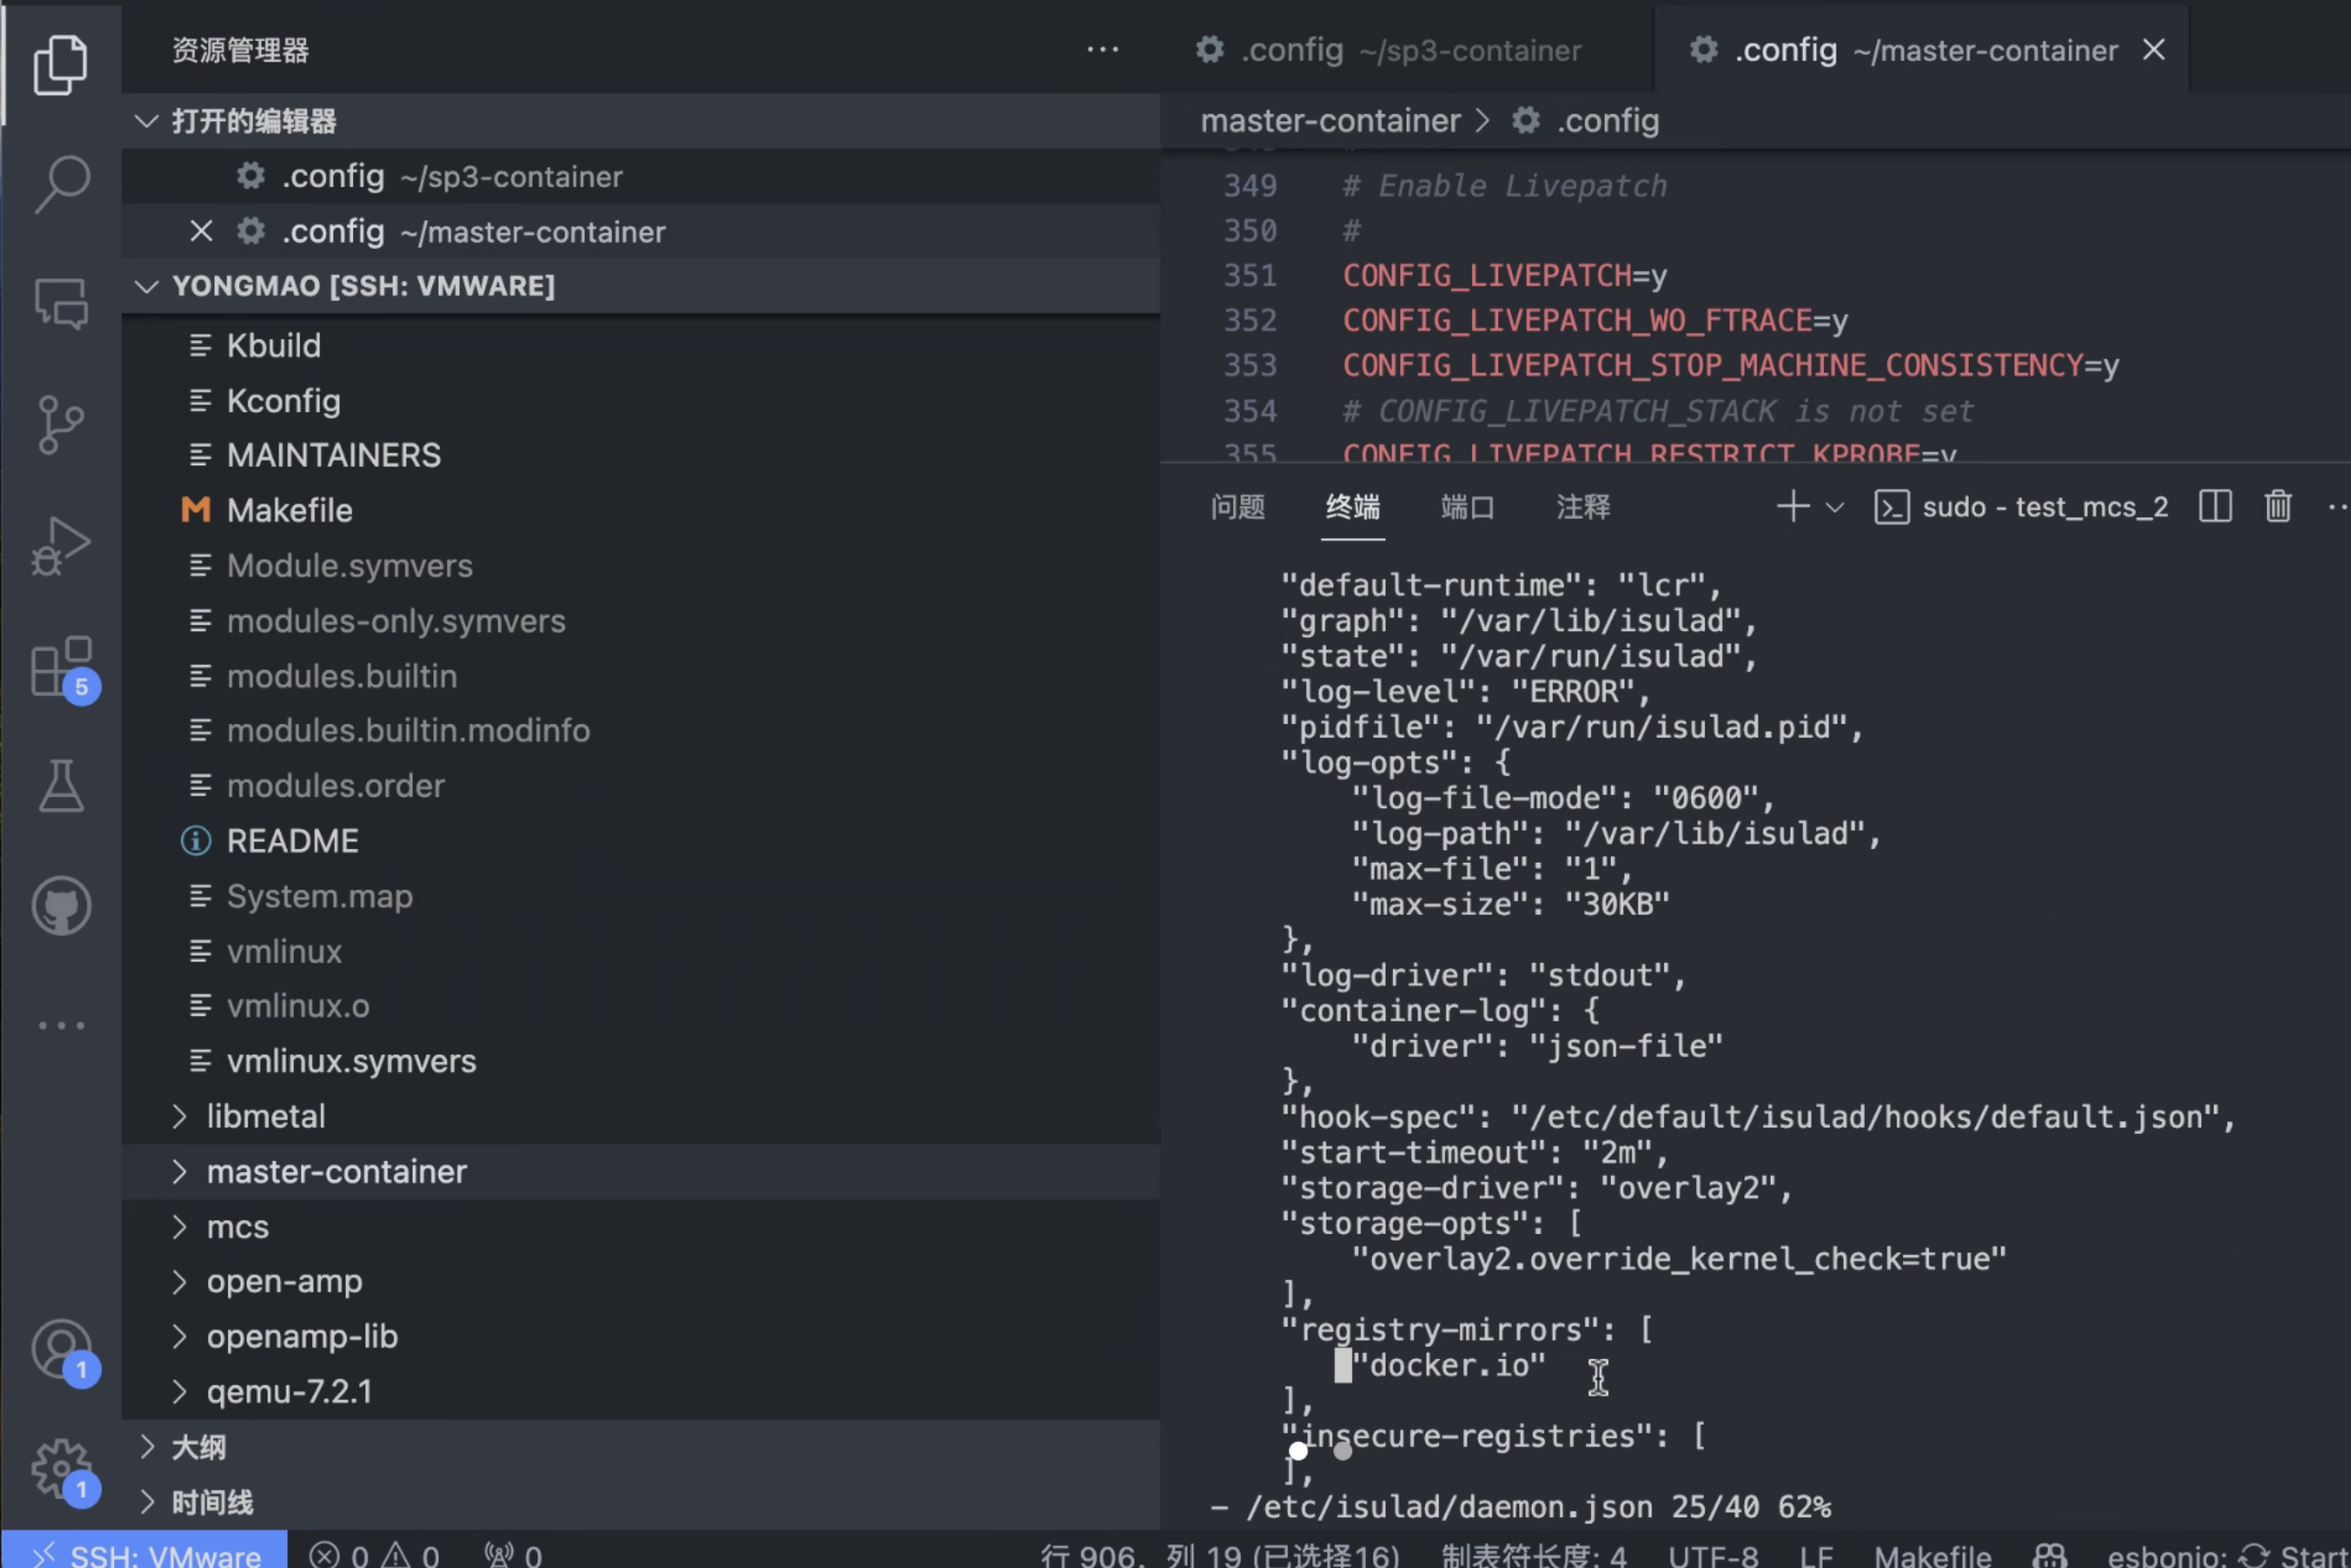 资源管理器
打开的编辑器
.config ~/sp3-container
.config ~/master-container
YONGMAO [SSH: VMWARE]
Kbuild
Kconfig
MAINTAINERS
Makefile
Module.symvers
modules-only.symvers
modules.builtin
modules.builtin.modinfo
modules.order
README
System.map
vmlinux
vmlinux.o
vmlinux.symvers
libmetal
master-container
mcs
open-amp
openamp-lib
qemu-7.2.1
大纲
时间线
5
1
1
.config ~/sp3-container
.config ~/master-container
master-container > .config
349 # Enable Livepatch
350 #
351 CONFIG_LIVEPATCH=y
352 CONFIG_LIVEPATCH_WO_FTRACE=y
353 CONFIG_LIVEPATCH_STOP_MACHINE_CONSISTENCY=y
354 # CONFIG_LIVEPATCH_STACK is not set
355 CONFIG_LIVEPATCH_RESTRICT_KPROBE=y
问题 终端 端口 注释 sudo - test_mcs_2
"default-runtime": "lcr",
"graph": "/var/lib/isulad",
"state": "/var/run/isulad",
"log-level": "ERROR",
"pidfile": "/var/run/isulad.pid",
"log-opts": {
"log-file-mode": "0600",
"log-path": "/var/lib/isulad",
"max-file": "1",
"max-size": "30KB"
},
"log-driver": "stdout",
"container-log": {
"driver": "json-file"
},
"hook-spec": "/etc/default/isulad/hooks/default.json",
"start-timeout": "2m",
"storage-driver": "overlay2",
"storage-opts": [
"overlay2.override_kernel_check=true"
],
"registry-mirrors": [
"docker.io"
],
"insecure-registries": [
],
- /etc/isulad/daemon.json 25/40 62%
SSH: VMware 0 0 0 行 906, 列 19 (已选择16) 制表符长度: 4 UTF-8 LF Makefile esbonio: Start